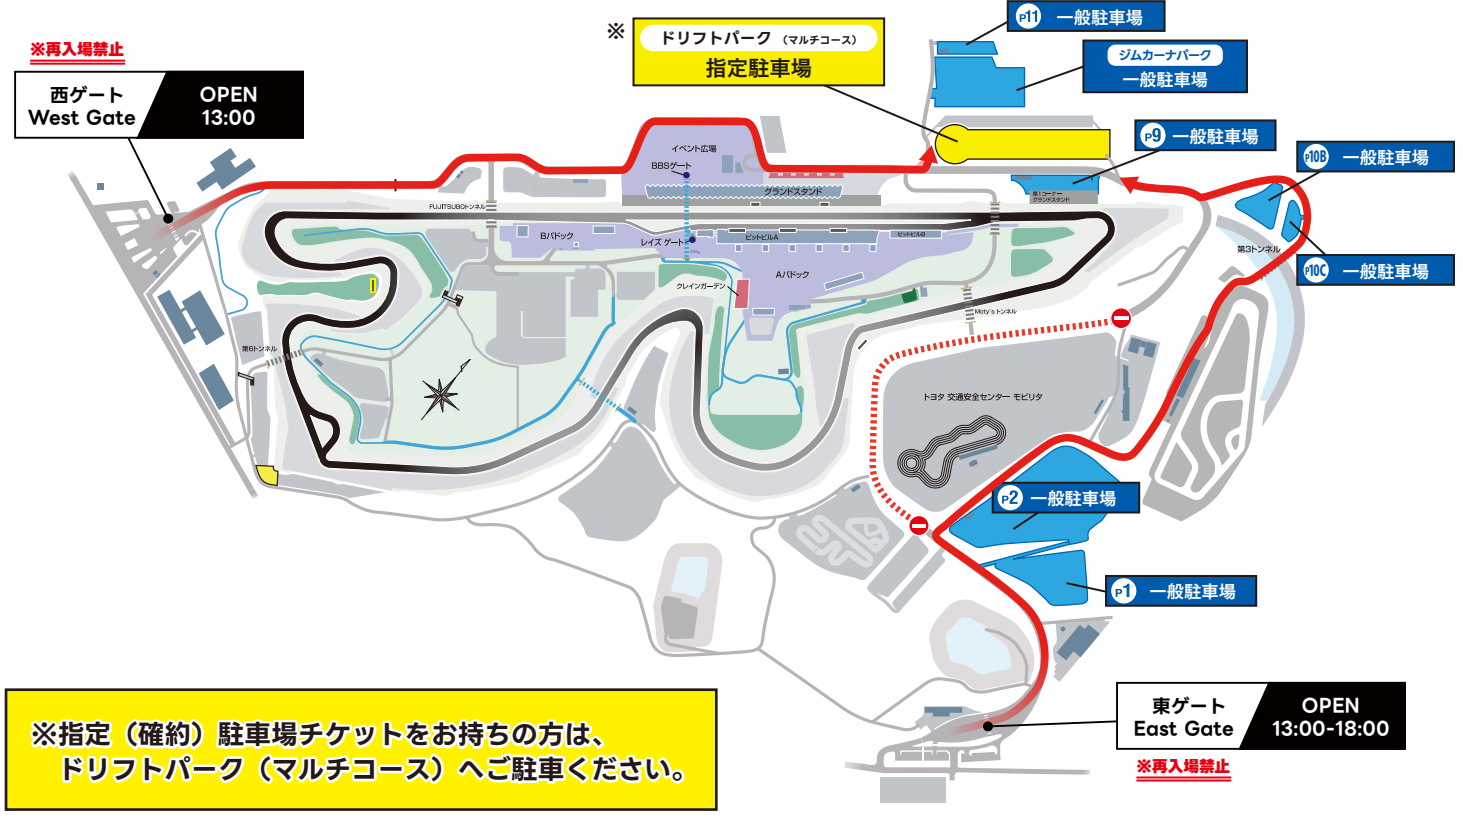 ※再入場禁止
西ゲート
West Gate
OPEN
13:00
※
ドリフトパーク (マルチコース)
指定駐車場
P11 一般駐車場
ジムカーナパーク
一般駐車場
P9 一般駐車場
P10B 一般駐車場
P10C 一般駐車場
イベント広場
BBSゲート
グランドスタンド
第1コーナー
グランドスタンド
FUJITSUBOトンネル
Bパドック
レイズ ゲート
ピットビルA
ピットビルB
第3トンネル
Aパドック
クレインガーデン
Moty'sトンネル
第6トンネル
トヨタ 交通安全センター モビリタ
P2 一般駐車場
P1 一般駐車場
東ゲート
East Gate
OPEN
13:00-18:00
※再入場禁止
※指定（確約）駐車場チケットをお持ちの方は、
ドリフトパーク（マルチコース）へご駐車ください。